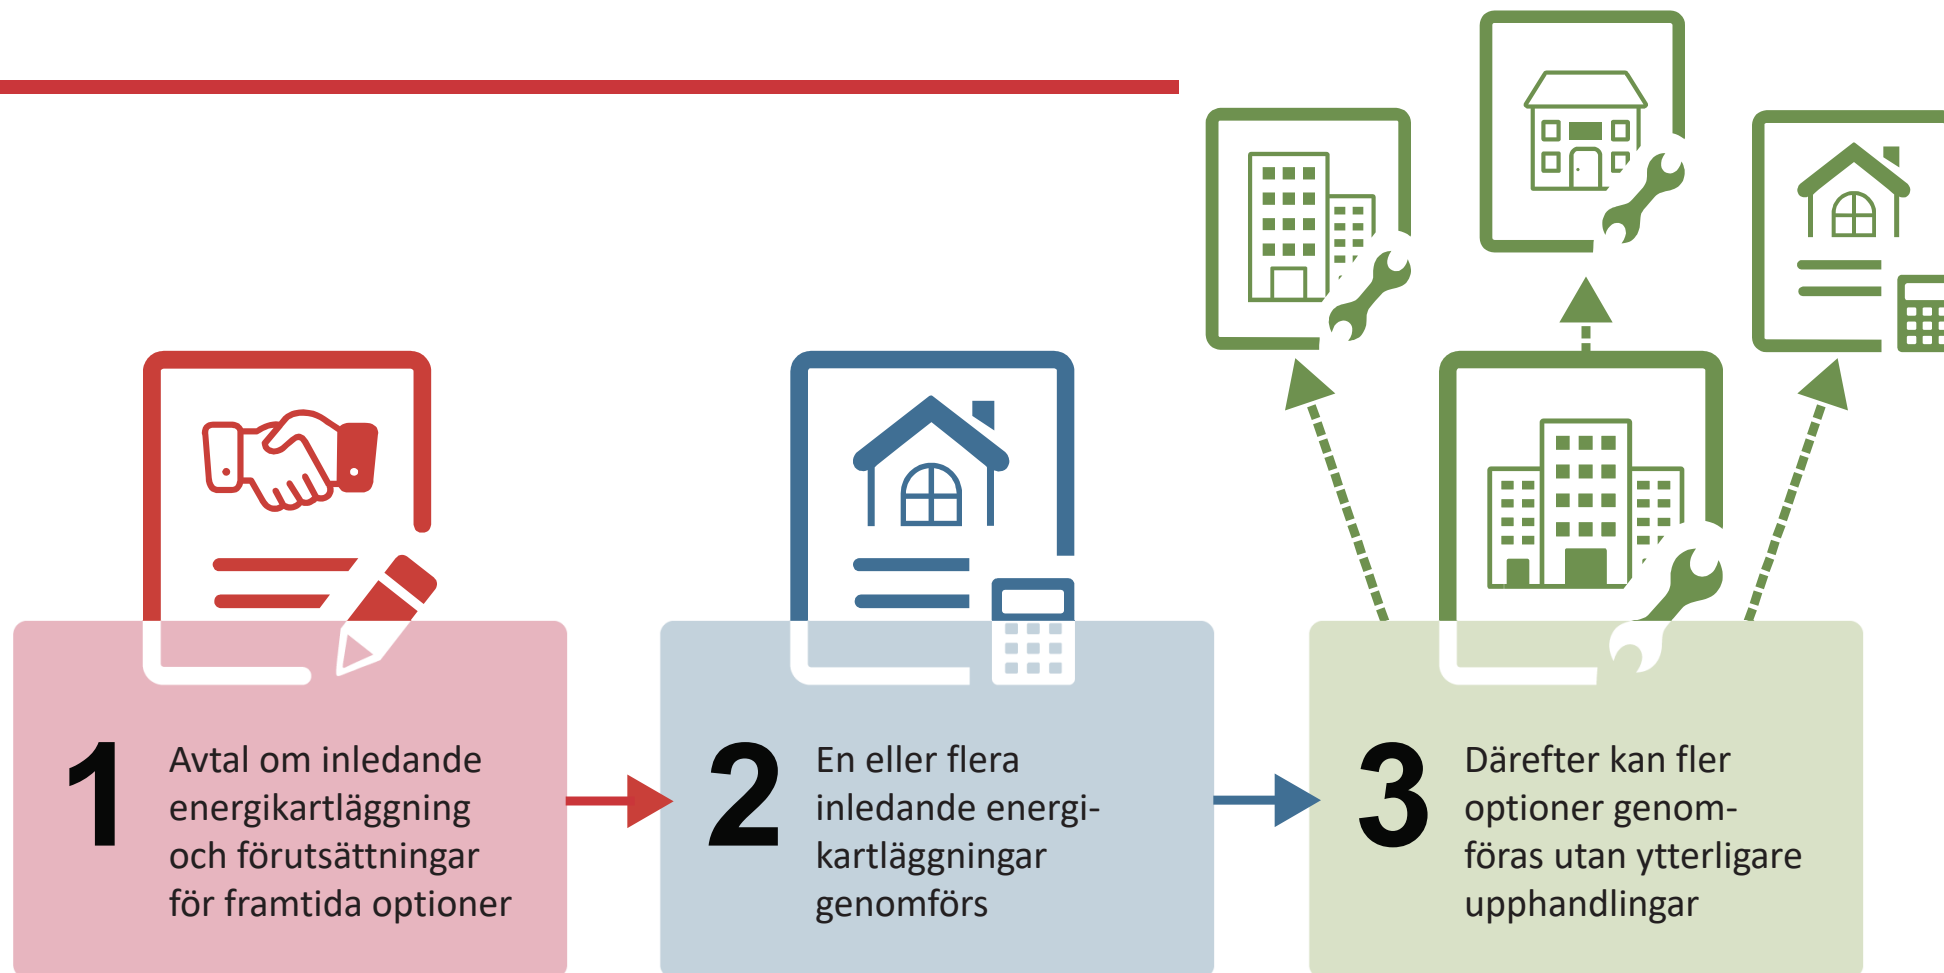 1
Avtal om inledande
energikartläggning
och förutsättningar
för framtida optioner
2
En eller flera
inledande energi-
kartläggningar
genomförs
3
Därefter kan fler
optioner genom-
föras utan ytterligare
upphandlingar